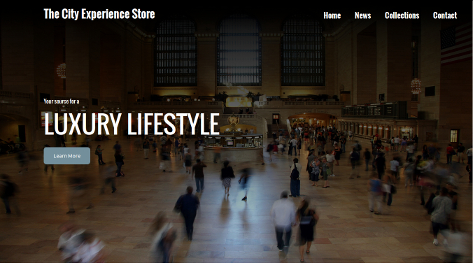 The City Experience Store
Home News Collections Contact
Your source for a
LUXURY LIFESTYLE
Learn More